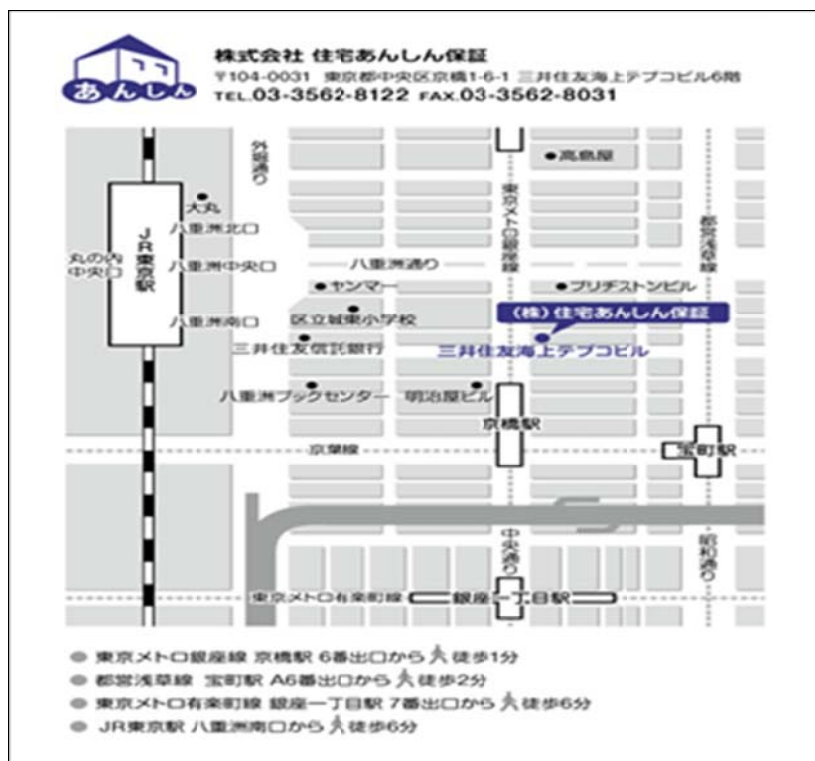 株式会社 住宅あんしん保証
〒104-0031 東京都中央区京橋1-6-1 三井住友海上テプコビル6階
あんしん
TEL.03-3562-8122 FAX.03-3562-8031
外堀通り
高島屋
大丸
東京メトロ銀座線
都営浅草線
JR東京駅
八重洲北口
丸の内
中央口
八重洲中央口
八重洲通り
ヤンマー
ブリヂストンビル
区立城東小学校
(株)住宅あんしん保証
八重洲南口
三井住友信託銀行
三井住友海上テプコビル
八重洲ブックセンター
明治屋ビル
京橋駅
京葉線
宝町駅
中央通り
昭和通り
東京メトロ有楽町線
銀座一丁目駅
東京メトロ銀座線 京橋駅 6番出口から 徒歩1分
都営浅草線 宝町駅 A6番出口から 徒歩2分
東京メトロ有楽町線 銀座一丁目駅 7番出口から 徒歩6分
JR東京駅 八重洲南口から 徒歩6分